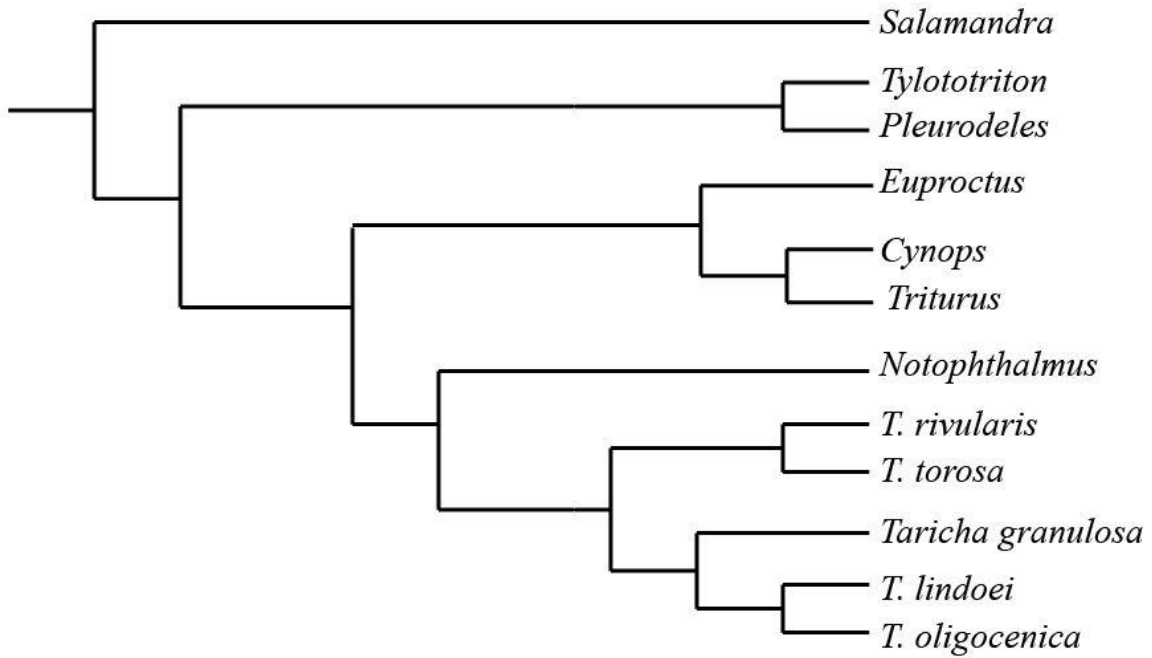 Salamandra
Tylototriton
Pleurodeles
Euproctus
Cynops
Triturus
Notophthalmus
T. rivularis
T. torosa
Taricha granulosa
T. lindoei
T. oligocenica